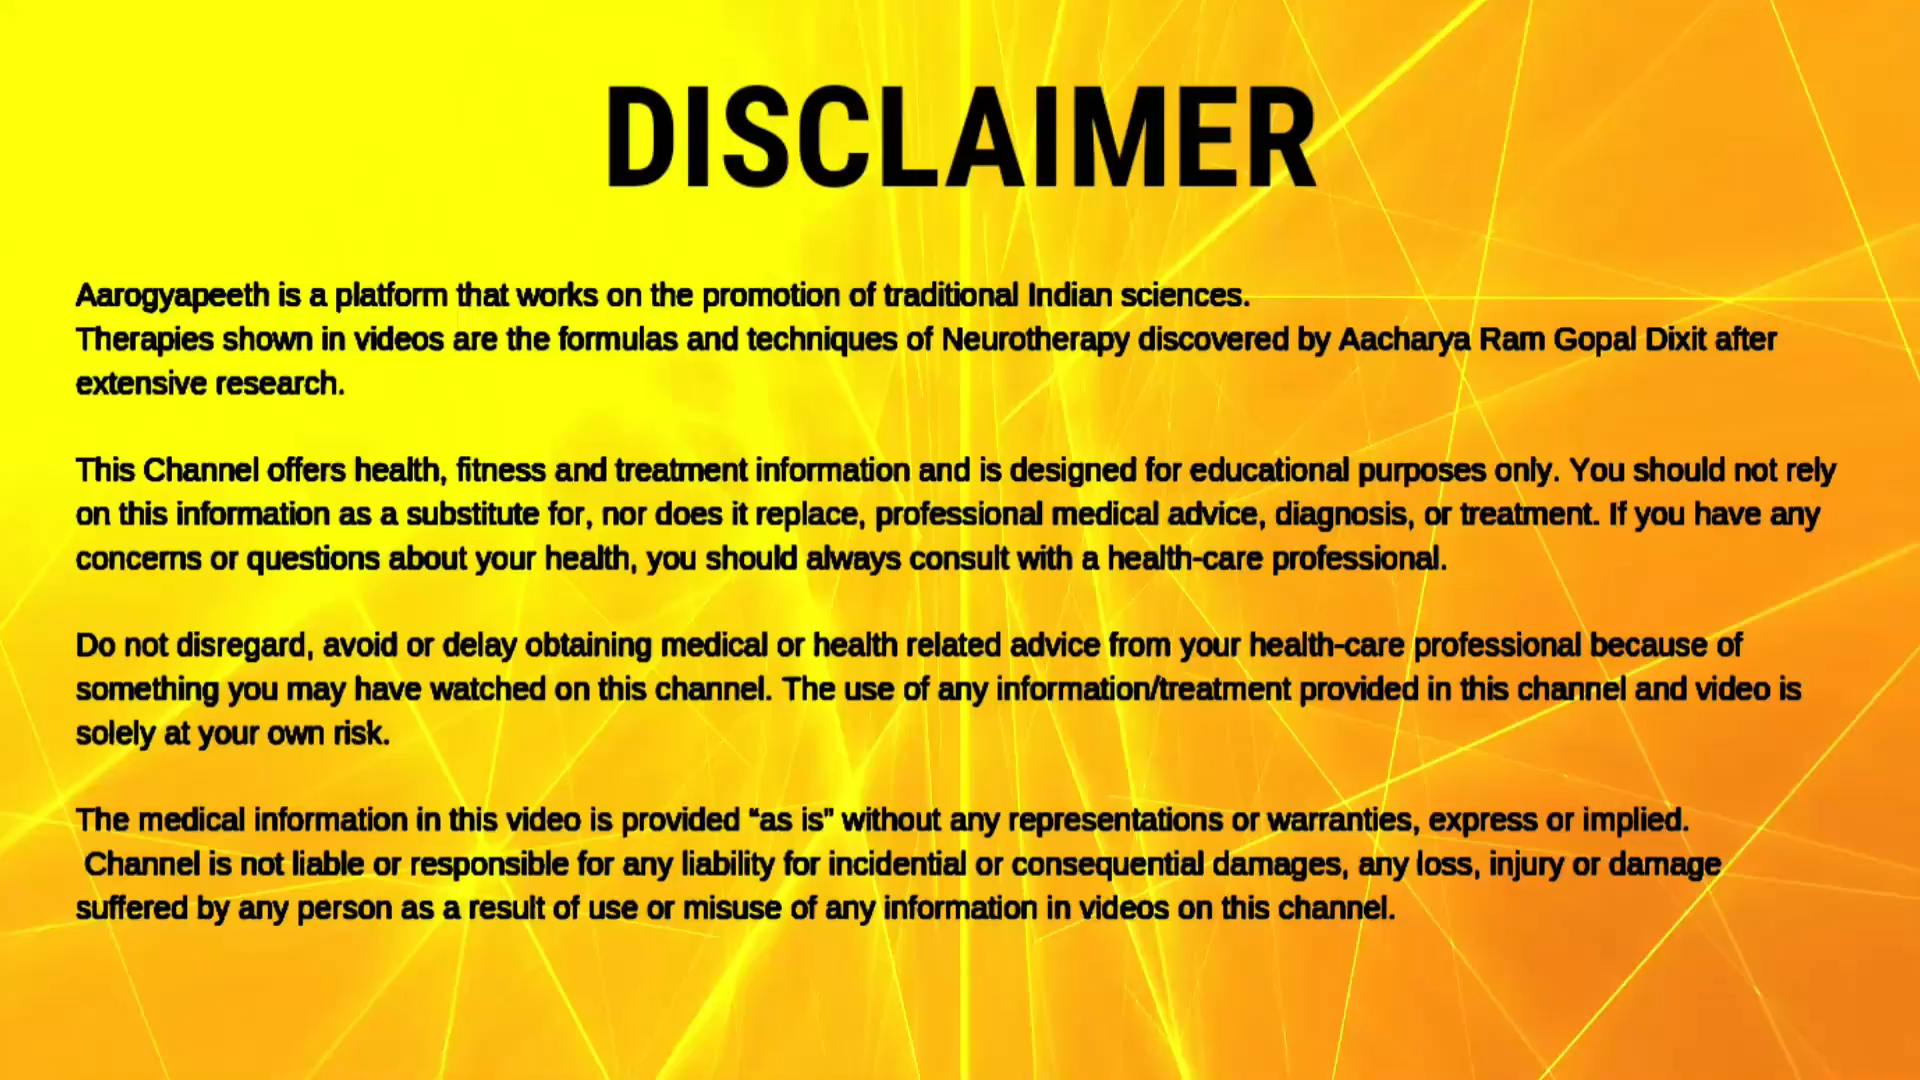 DISCLAIMER
Aarogyapeeth is a platform that works on the promotion of traditional Indian sciences.
Therapies shown in videos are the formulas and techniques of Neurotherapy discovered by Aacharya Ram Gopal Dixit after
extensive research.
This Channel offers health, fitness and treatment information and is designed for educational purposes only. You should not rely
on this information as a substitute for, nor does it replace, professional medical advice, diagnosis, or treatment. If you have any
concerns or questions about your health, you should always consult with a health-care professional.
Do not disregard, avoid or delay obtaining medical or health related advice from your health-care professional because of
something you may have watched on this channel. The use of any information/treatment provided in this channel and video is
solely at your own risk.
The medical information in this video is provided “as is” without any representations or warranties, express or implied.
Channel is not liable or responsible for any liability for incidential or consequential damages, any loss, injury or damage
suffered by any person as a result of use or misuse of any information in videos on this channel.